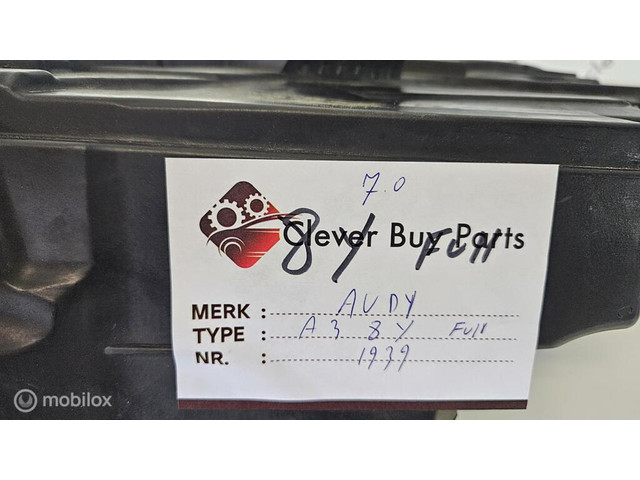 7.0
Clever Buy Parts
8Y Full
MERK : AUDY
TYPE : A3 8Y Full
NR. : 1939
mobilox